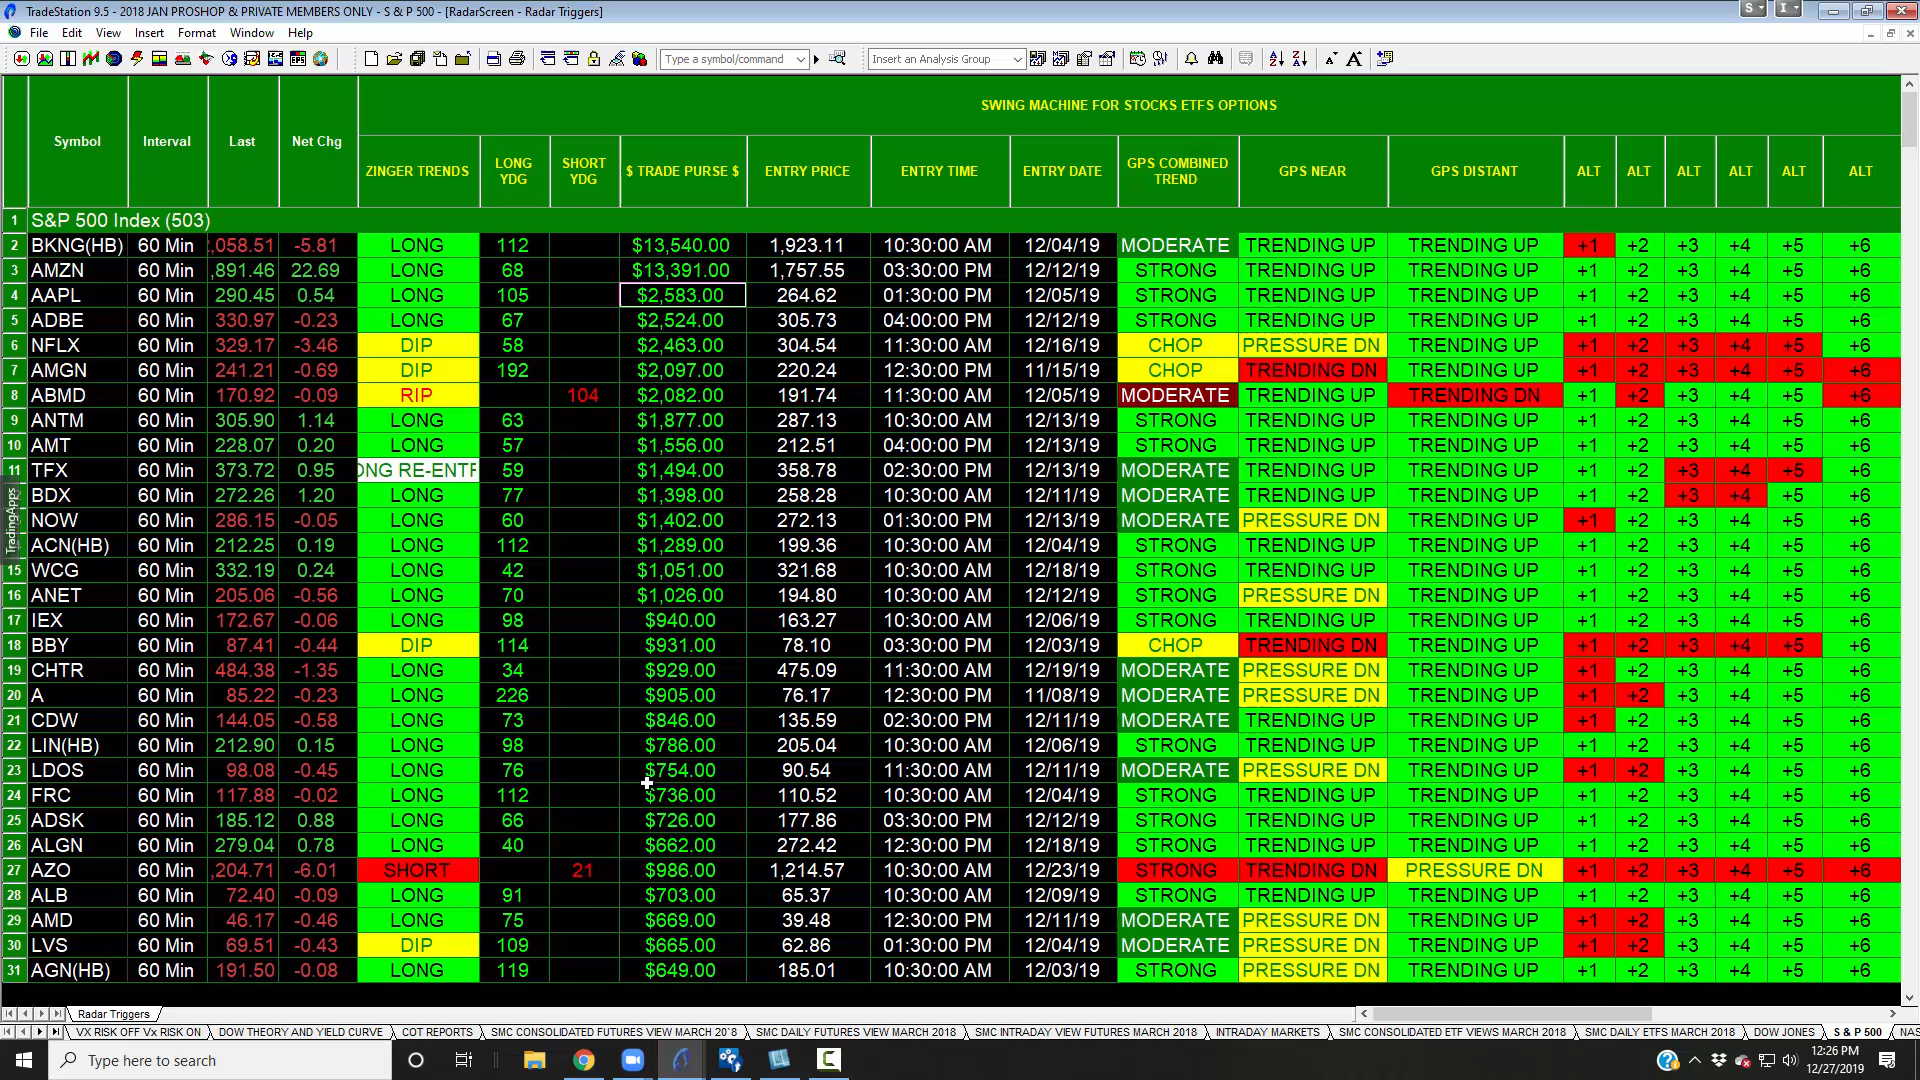 TradeStation 9.5 - 2018 JAN PROSHOP & PRIVATE MEMBERS ONLY - S & P 500 - [RadarScreen - Radar Triggers]
File Edit View Insert Format Window Help
Type a symbol/command Insert an Analysis Group
SWING MACHINE FOR STOCKS ETFS OPTIONS
Symbol Interval Last Net Chg ZINGER TRENDS LONG YDG SHORT YDG $ TRADE PURSE $ ENTRY PRICE ENTRY TIME ENTRY DATE GPS COMBINED TREND GPS NEAR GPS DISTANT ALT ALT ALT ALT ALT ALT
1 S&P 500 Index (503)
2 BKNG(HB) 60 Min ,058.51 -5.81 LONG 112 $13,540.00 1,923.11 10:30:00 AM 12/04/19 MODERATE TRENDING UP TRENDING UP +1 +2 +3 +4 +5 +6
3 AMZN 60 Min ,891.46 22.69 LONG 68 $13,391.00 1,757.55 03:30:00 PM 12/12/19 STRONG TRENDING UP TRENDING UP +1 +2 +3 +4 +5 +6
4 AAPL 60 Min 290.45 0.54 LONG 105 $2,583.00 264.62 01:30:00 PM 12/05/19 STRONG TRENDING UP TRENDING UP +1 +2 +3 +4 +5 +6
5 ADBE 60 Min 330.97 -0.23 LONG 67 $2,524.00 305.73 04:00:00 PM 12/12/19 STRONG TRENDING UP TRENDING UP +1 +2 +3 +4 +5 +6
6 NFLX 60 Min 329.17 -3.46 DIP 58 $2,463.00 304.54 11:30:00 AM 12/16/19 CHOP PRESSURE DN TRENDING UP +1 +2 +3 +4 +5 +6
7 AMGN 60 Min 241.21 -0.69 DIP 192 $2,097.00 220.24 12:30:00 PM 11/15/19 CHOP TRENDING DN TRENDING UP +1 +2 +3 +4 +5 +6
8 ABMD 60 Min 170.92 -0.09 RIP 104 $2,082.00 191.74 11:30:00 AM 12/05/19 MODERATE TRENDING UP TRENDING DN +1 +2 +3 +4 +5 +6
9 ANTM 60 Min 305.90 1.14 LONG 63 $1,877.00 287.13 02:30:00 PM 12/13/19 STRONG TRENDING UP TRENDING UP +1 +2 +3 +4 +5 +6
10 AMT 60 Min 228.07 0.20 LONG 57 $1,556.00 212.51 04:00:00 PM 12/13/19 STRONG TRENDING UP TRENDING UP +1 +2 +3 +4 +5 +6
11 TFX 60 Min 373.72 0.95 ONG RE-ENTF 59 $1,494.00 358.78 02:30:00 PM 12/13/19 MODERATE TRENDING UP TRENDING UP +1 +2 +3 +4 +5 +6
BDX 60 Min 272.26 1.20 LONG 77 $1,398.00 258.28 10:30:00 AM 12/11/19 MODERATE TRENDING UP TRENDING UP +1 +2 +3 +4 +5 +6
NOW 60 Min 286.15 -0.05 LONG 60 $1,402.00 272.13 01:30:00 PM 12/13/19 MODERATE PRESSURE DN TRENDING UP +1 +2 +3 +4 +5 +6
ACN(HB) 60 Min 212.25 0.19 LONG 112 $1,289.00 199.36 10:30:00 AM 12/04/19 STRONG TRENDING UP TRENDING UP +1 +2 +3 +4 +5 +6
TradingApps
15 WCG 60 Min 332.19 0.24 LONG 42 $1,051.00 321.68 10:30:00 AM 12/18/19 STRONG TRENDING UP TRENDING UP +1 +2 +3 +4 +5 +6
16 ANET 60 Min 205.06 -0.56 LONG 70 $1,026.00 194.80 10:30:00 AM 12/12/19 STRONG PRESSURE DN TRENDING UP +1 +2 +3 +4 +5 +6
17 IEX 60 Min 172.67 -0.06 LONG 98 $940.00 163.27 10:30:00 AM 12/06/19 STRONG TRENDING UP TRENDING UP +1 +2 +3 +4 +5 +6
18 BBY 60 Min 87.41 -0.44 DIP 114 $931.00 78.10 03:30:00 PM 12/03/19 CHOP TRENDING DN TRENDING UP +1 +2 +3 +4 +5 +6
19 CHTR 60 Min 484.38 -1.35 LONG 34 $929.00 475.09 11:30:00 AM 12/19/19 MODERATE PRESSURE DN TRENDING UP +1 +2 +3 +4 +5 +6
20 A 60 Min 85.22 -0.23 LONG 226 $905.00 76.17 12:30:00 PM 11/08/19 MODERATE PRESSURE DN TRENDING UP +1 +2 +3 +4 +5 +6
21 CDW 60 Min 144.05 -0.58 LONG 73 $846.00 135.59 02:30:00 PM 12/11/19 MODERATE TRENDING UP TRENDING UP +1 +2 +3 +4 +5 +6
22 LIN(HB) 60 Min 212.90 0.15 LONG 98 $786.00 205.04 10:30:00 AM 12/06/19 STRONG TRENDING UP TRENDING UP +1 +2 +3 +4 +5 +6
23 LDOS 60 Min 98.08 -0.45 LONG 76 $754.00 90.54 11:30:00 AM 12/11/19 MODERATE PRESSURE DN TRENDING UP +1 +2 +3 +4 +5 +6
24 FRC 60 Min 117.88 -0.02 LONG 112 $736.00 110.52 10:30:00 AM 12/04/19 STRONG TRENDING UP TRENDING UP +1 +2 +3 +4 +5 +6
25 ADSK 60 Min 185.12 0.88 LONG 66 $726.00 177.86 03:30:00 PM 12/12/19 STRONG TRENDING UP TRENDING UP +1 +2 +3 +4 +5 +6
26 ALGN 60 Min 279.04 0.78 LONG 40 $662.00 272.42 12:30:00 PM 12/18/19 STRONG TRENDING UP TRENDING UP +1 +2 +3 +4 +5 +6
27 AZO 60 Min ,204.71 -6.01 SHORT 21 $986.00 1,214.57 10:30:00 AM 12/23/19 STRONG TRENDING DN PRESSURE DN +1 +2 +3 +4 +5 +6
28 ALB 60 Min 72.40 -0.09 LONG 91 $703.00 65.37 10:30:00 AM 12/09/19 STRONG TRENDING UP TRENDING UP +1 +2 +3 +4 +5 +6
29 AMD 60 Min 46.17 -0.46 LONG 75 $669.00 39.48 12:30:00 PM 12/11/19 MODERATE PRESSURE DN TRENDING UP +1 +2 +3 +4 +5 +6
30 LVS 60 Min 69.51 -0.43 DIP 109 $665.00 62.86 01:30:00 PM 12/04/19 MODERATE PRESSURE DN TRENDING UP +1 +2 +3 +4 +5 +6
31 AGN(HB) 60 Min 191.50 -0.08 LONG 119 $649.00 185.01 10:30:00 AM 12/03/19 STRONG PRESSURE DN TRENDING UP +1 +2 +3 +4 +5 +6
Radar Triggers
VX RISK OFF Vx RISK ON DOW THEORY AND YIELD CURVE COT REPORTS SMC CONSOLIDATED FUTURES VIEW MARCH 20'8 SMC DAILY FUTURES VIEW MARCH 2018 SMC INTRADAY VIEW FUTURES MARCH 2018 INTRADAY MARKETS SMC CONSOLIDATED ETF VIEWS MARCH 2018 SMC DAILY ETFS MARCH 2018 DOW JONES S & P 500 NAS
Type here to search
12:26 PM
12/27/2019